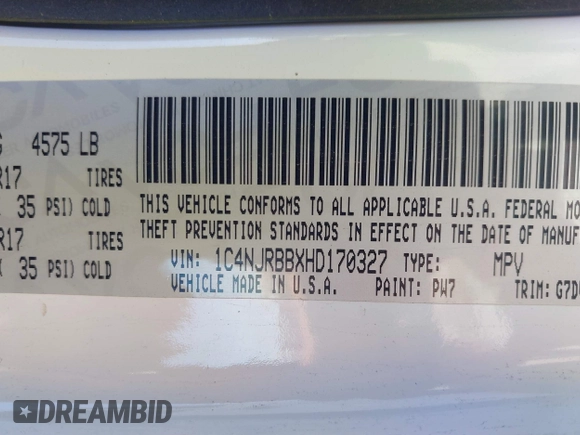 4575 LB
R17 TIRES
35 PSI) COLD
R17 TIRES
35 PSI) COLD
THIS VEHICLE CONFORMS TO ALL APPLICABLE U.S.A. FEDERAL MO
THEFT PREVENTION STANDARDS IN EFFECT ON THE DATE OF MANUF
VIN: 1C4NJRBBXHD170327 TYPE: MPV
VEHICLE MADE IN U.S.A. PAINT: PW7 TRIM: G7D
DREAMBID